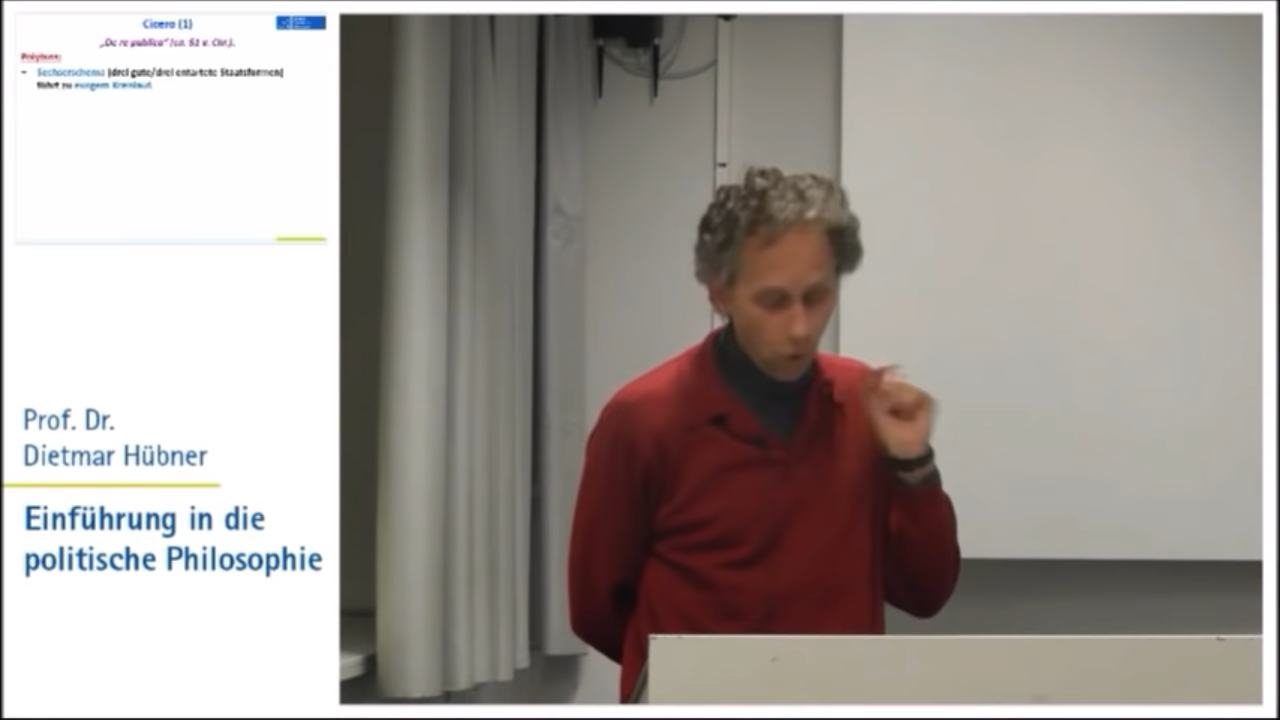 Cicero (1)
„De re publica" (ca. 51 v. Chr.).
Polybios:
– Sechserschema (drei gute/drei entartete Staatsformen)
führt zu ewigem Kreislauf.
Prof. Dr.
Dietmar Hübner
Einführung in die
politische Philosophie